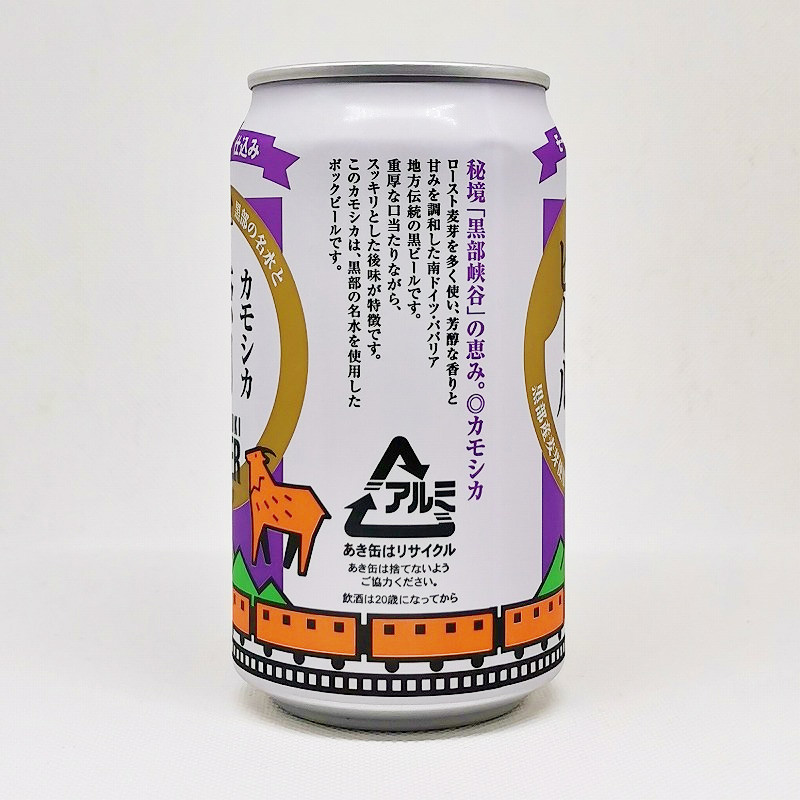 秘境「黒部峡谷」の恵み。◎カモシカ
ロースト麦芽を多く使い、芳醇な香りと
甘みを調和した南ドイツ・ババリア
地方伝統の黒ビールです。
重厚な口当たりながら、
スッキリとした後味が特徴です。
このカモシカは、黒部の名水を使用した
ボックビールです。
アルミ
あき缶はリサイクル
あき缶は捨てないよう
ご協力ください。
飲酒は20歳になってから
仕込み
黒部の名水と
カモシカ